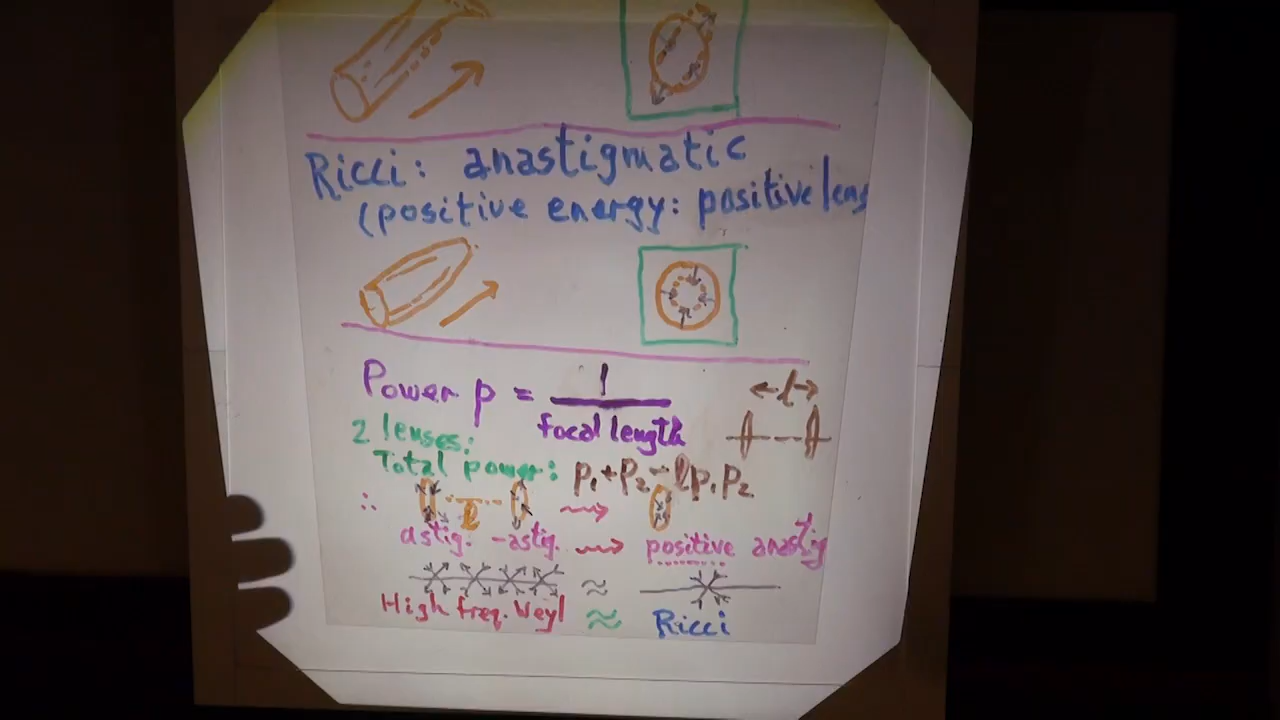 Ricci: anastigmatic
(positive energy: positive lens
Power p = 1 / focal length
← l →
2 lenses:
Total power: p₁+p₂-lp₁p₂
∴ l ⇝
astig. -astig. ⇝ positive anastig
≈
High freq. Weyl ≈ Ricci